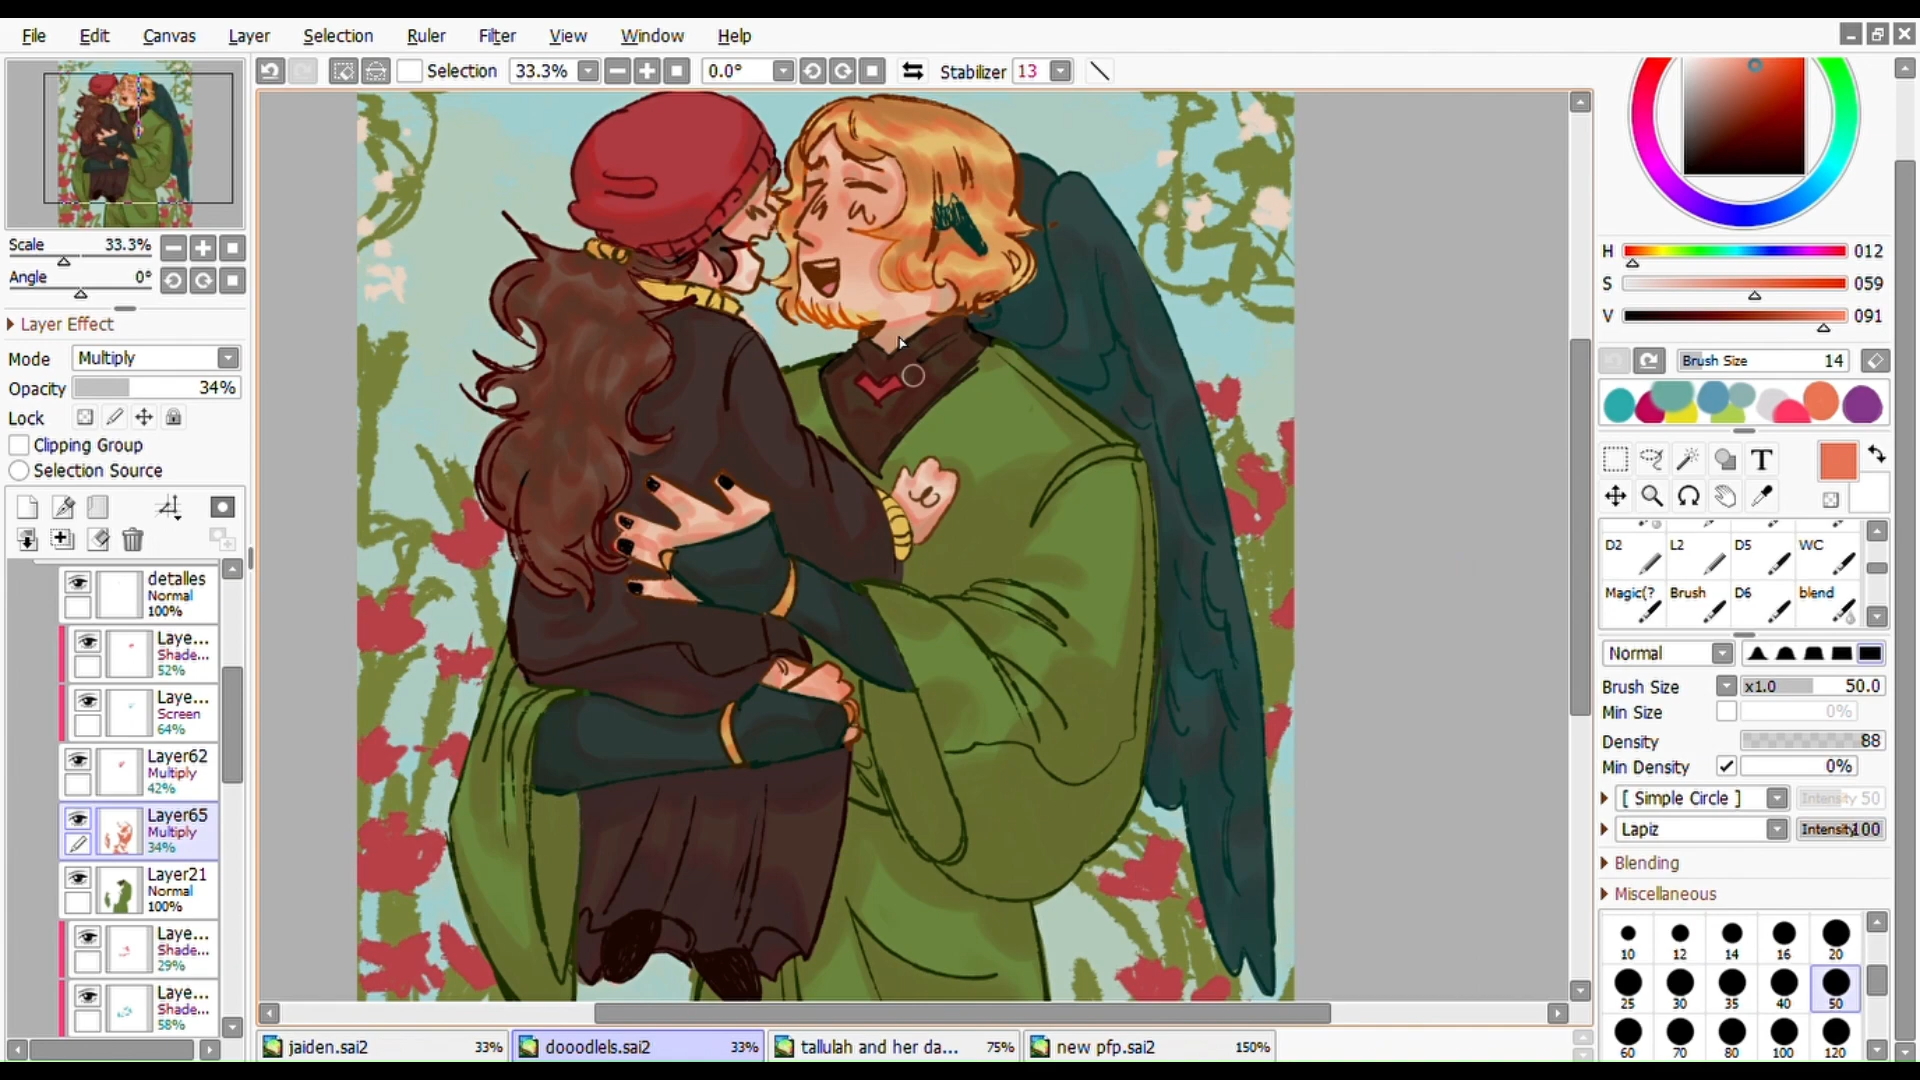 File Edit Canvas Layer Selection Ruler Filter View Window Help
Selection 33.3% 0.0° Stabilizer 13
Scale 33.3%
Angle 0°
Layer Effect
Mode Multiply
Opacity 34%
Lock
Clipping Group
Selection Source
detalles
Normal
100%
Laye...
Shade...
52%
Laye...
Screen
64%
Layer62
Multiply
42%
Layer65
Multiply
34%
Layer21
Normal
100%
Laye...
Shade...
29%
Laye...
Shade...
58%
jaiden.sai2 33%
dooodlels.sai2 33%
tallulah and her da... 75%
new pfp.sai2 150%
H 012
S 059
V 091
Brush Size 14
T
D2 L2 D5 WC
Magic(? Brush D6 blend
Normal
Brush Size x1.0 50.0
Min Size 0%
Density 88
Min Density 0%
[ Simple Circle ] Intensity 50
Lapiz Intensity 100
Blending
Miscellaneous
10 12 14 16 20
25 30 35 40 50
60 70 80 100 120